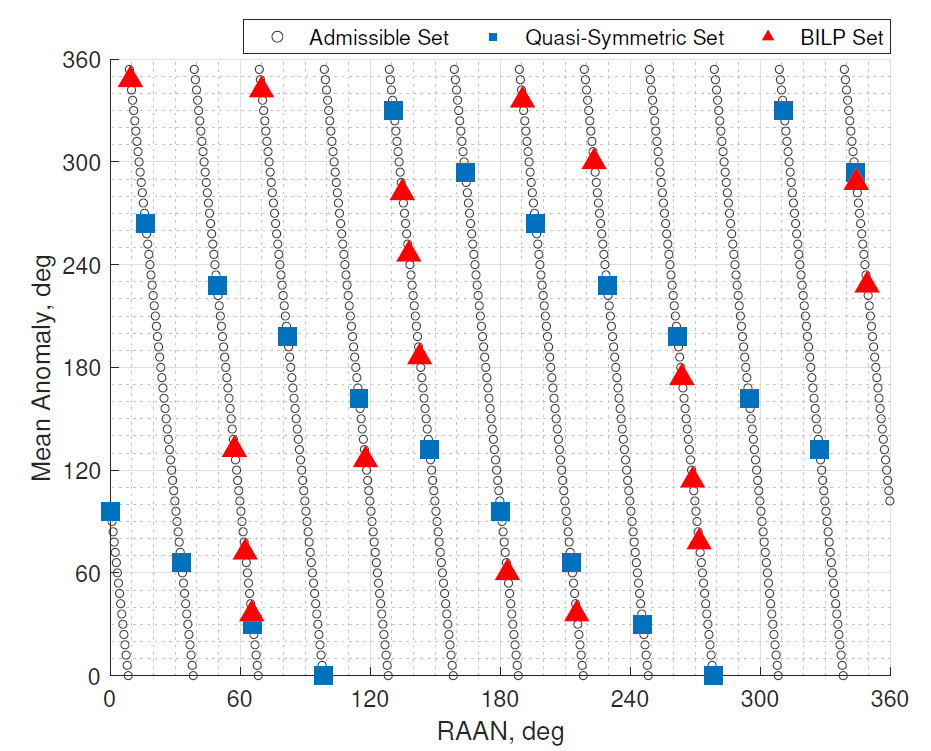 Admissible Set Quasi-Symmetric Set BILP Set
360
300
240
180
120
60
0
Mean Anomaly, deg
0 60 120 180 240 300 360
RAAN, deg